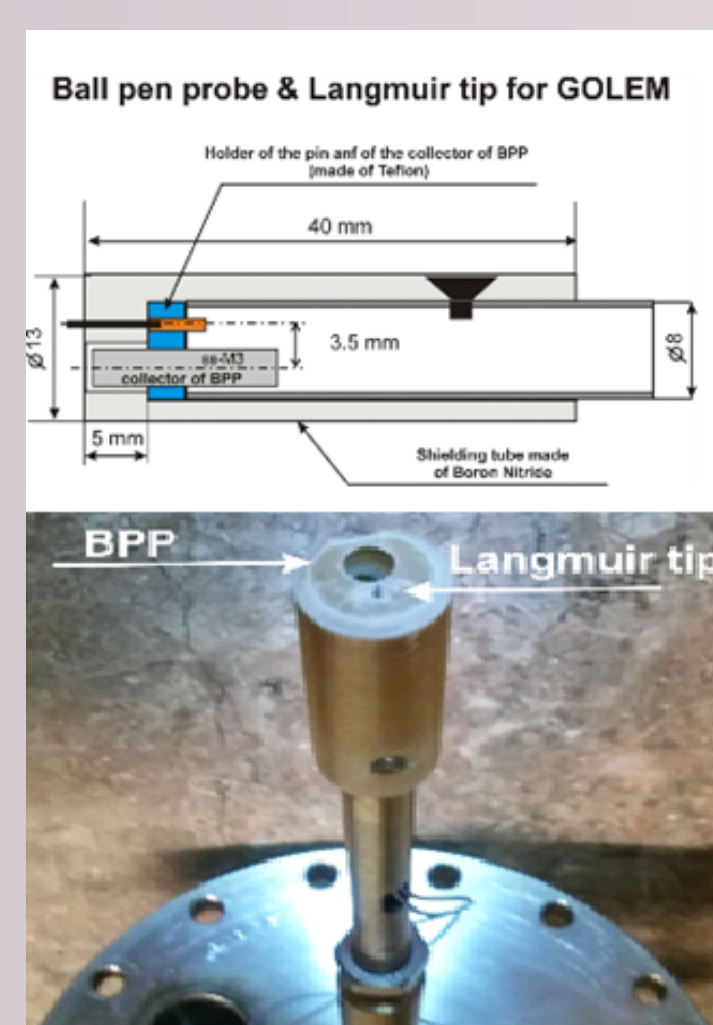 Ball pen probe & Langmuir tip for GOLEM
Holder of the pin anf of the collector of BPP
(made of Teflon)
40 mm
Ø13
3.5 mm
Ø8
ss-M3
collector of BPP
5 mm
Shielding tube made
of Boron Nitride
BPP
Langmuir tip